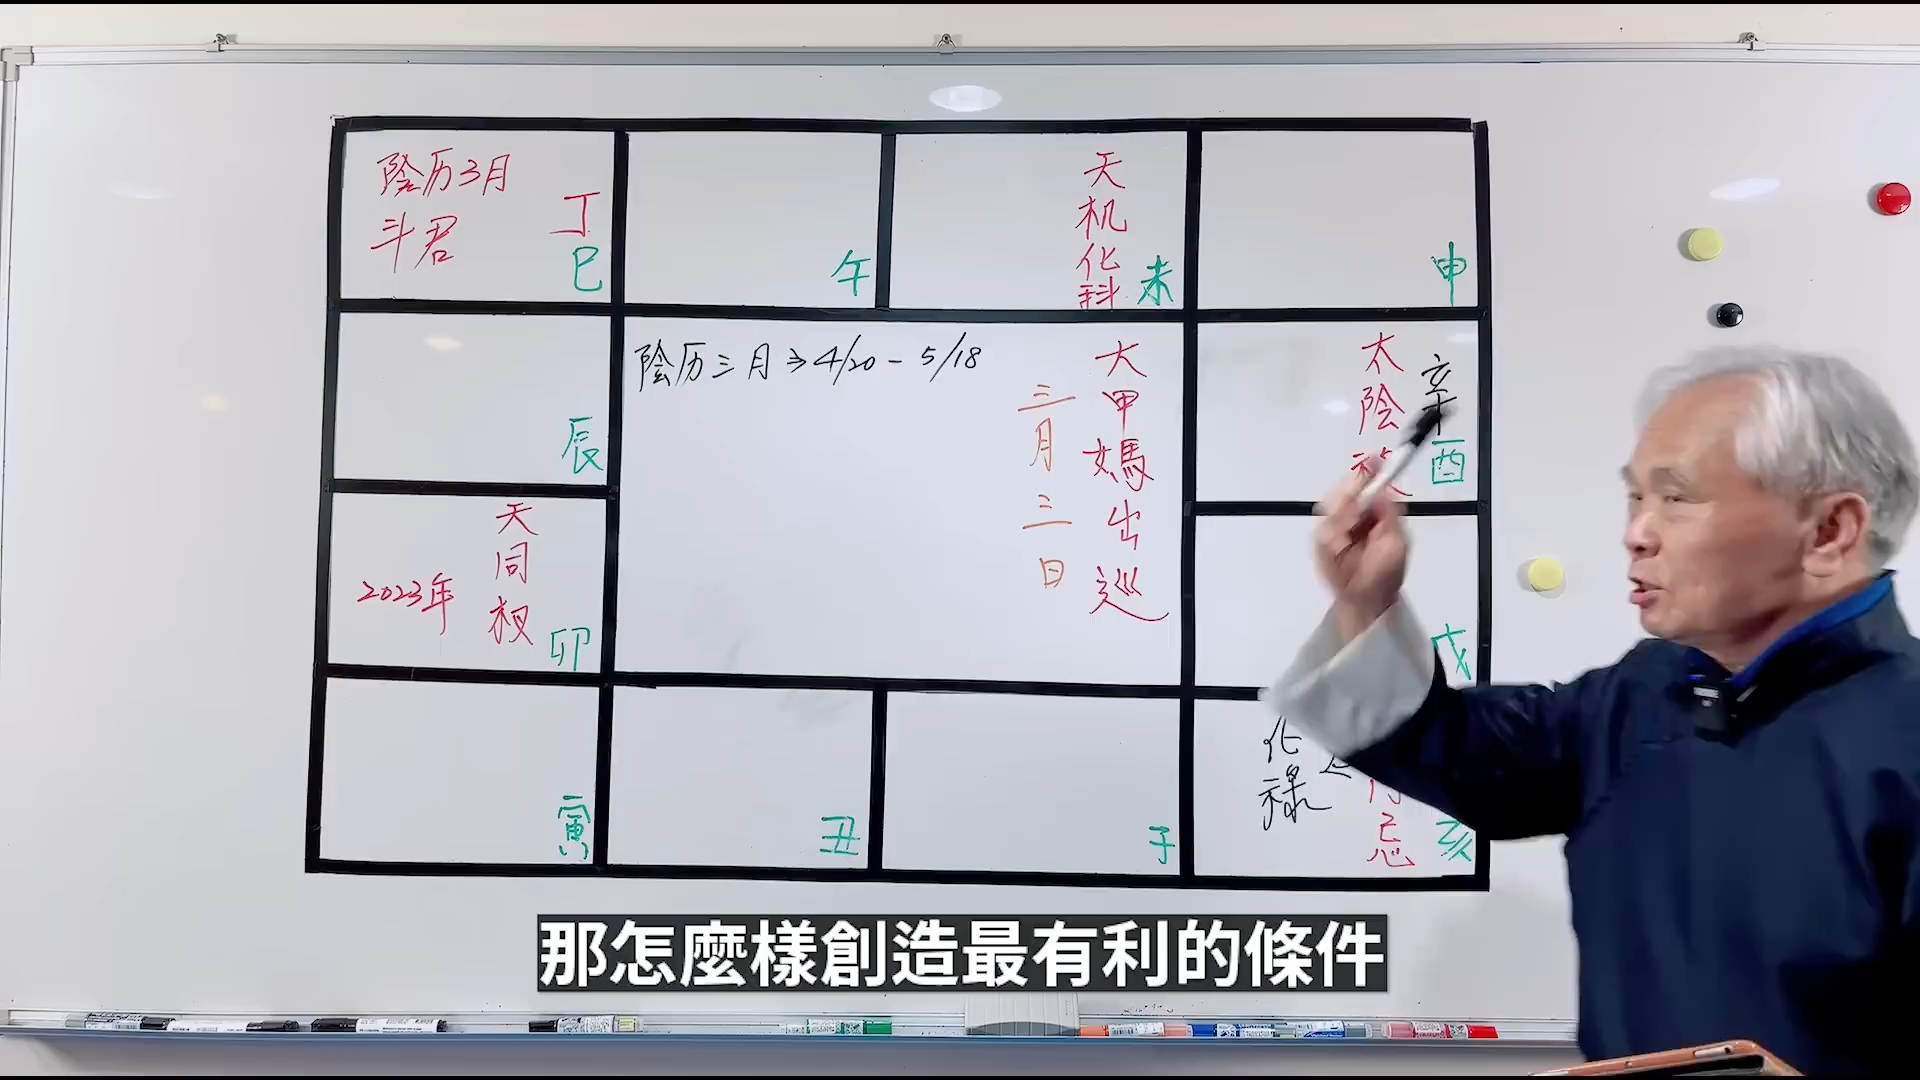 陰历3月
斗君
丁
巳
午
天机化科
未
申
辰
陰历三月⇒4/20-5/18
大甲媽出巡
三月三日
太陰
辛
酉
2023年
天同权
卯
戌
寅
丑
子
化祿
忌
亥
那怎麼樣創造最有利的條件